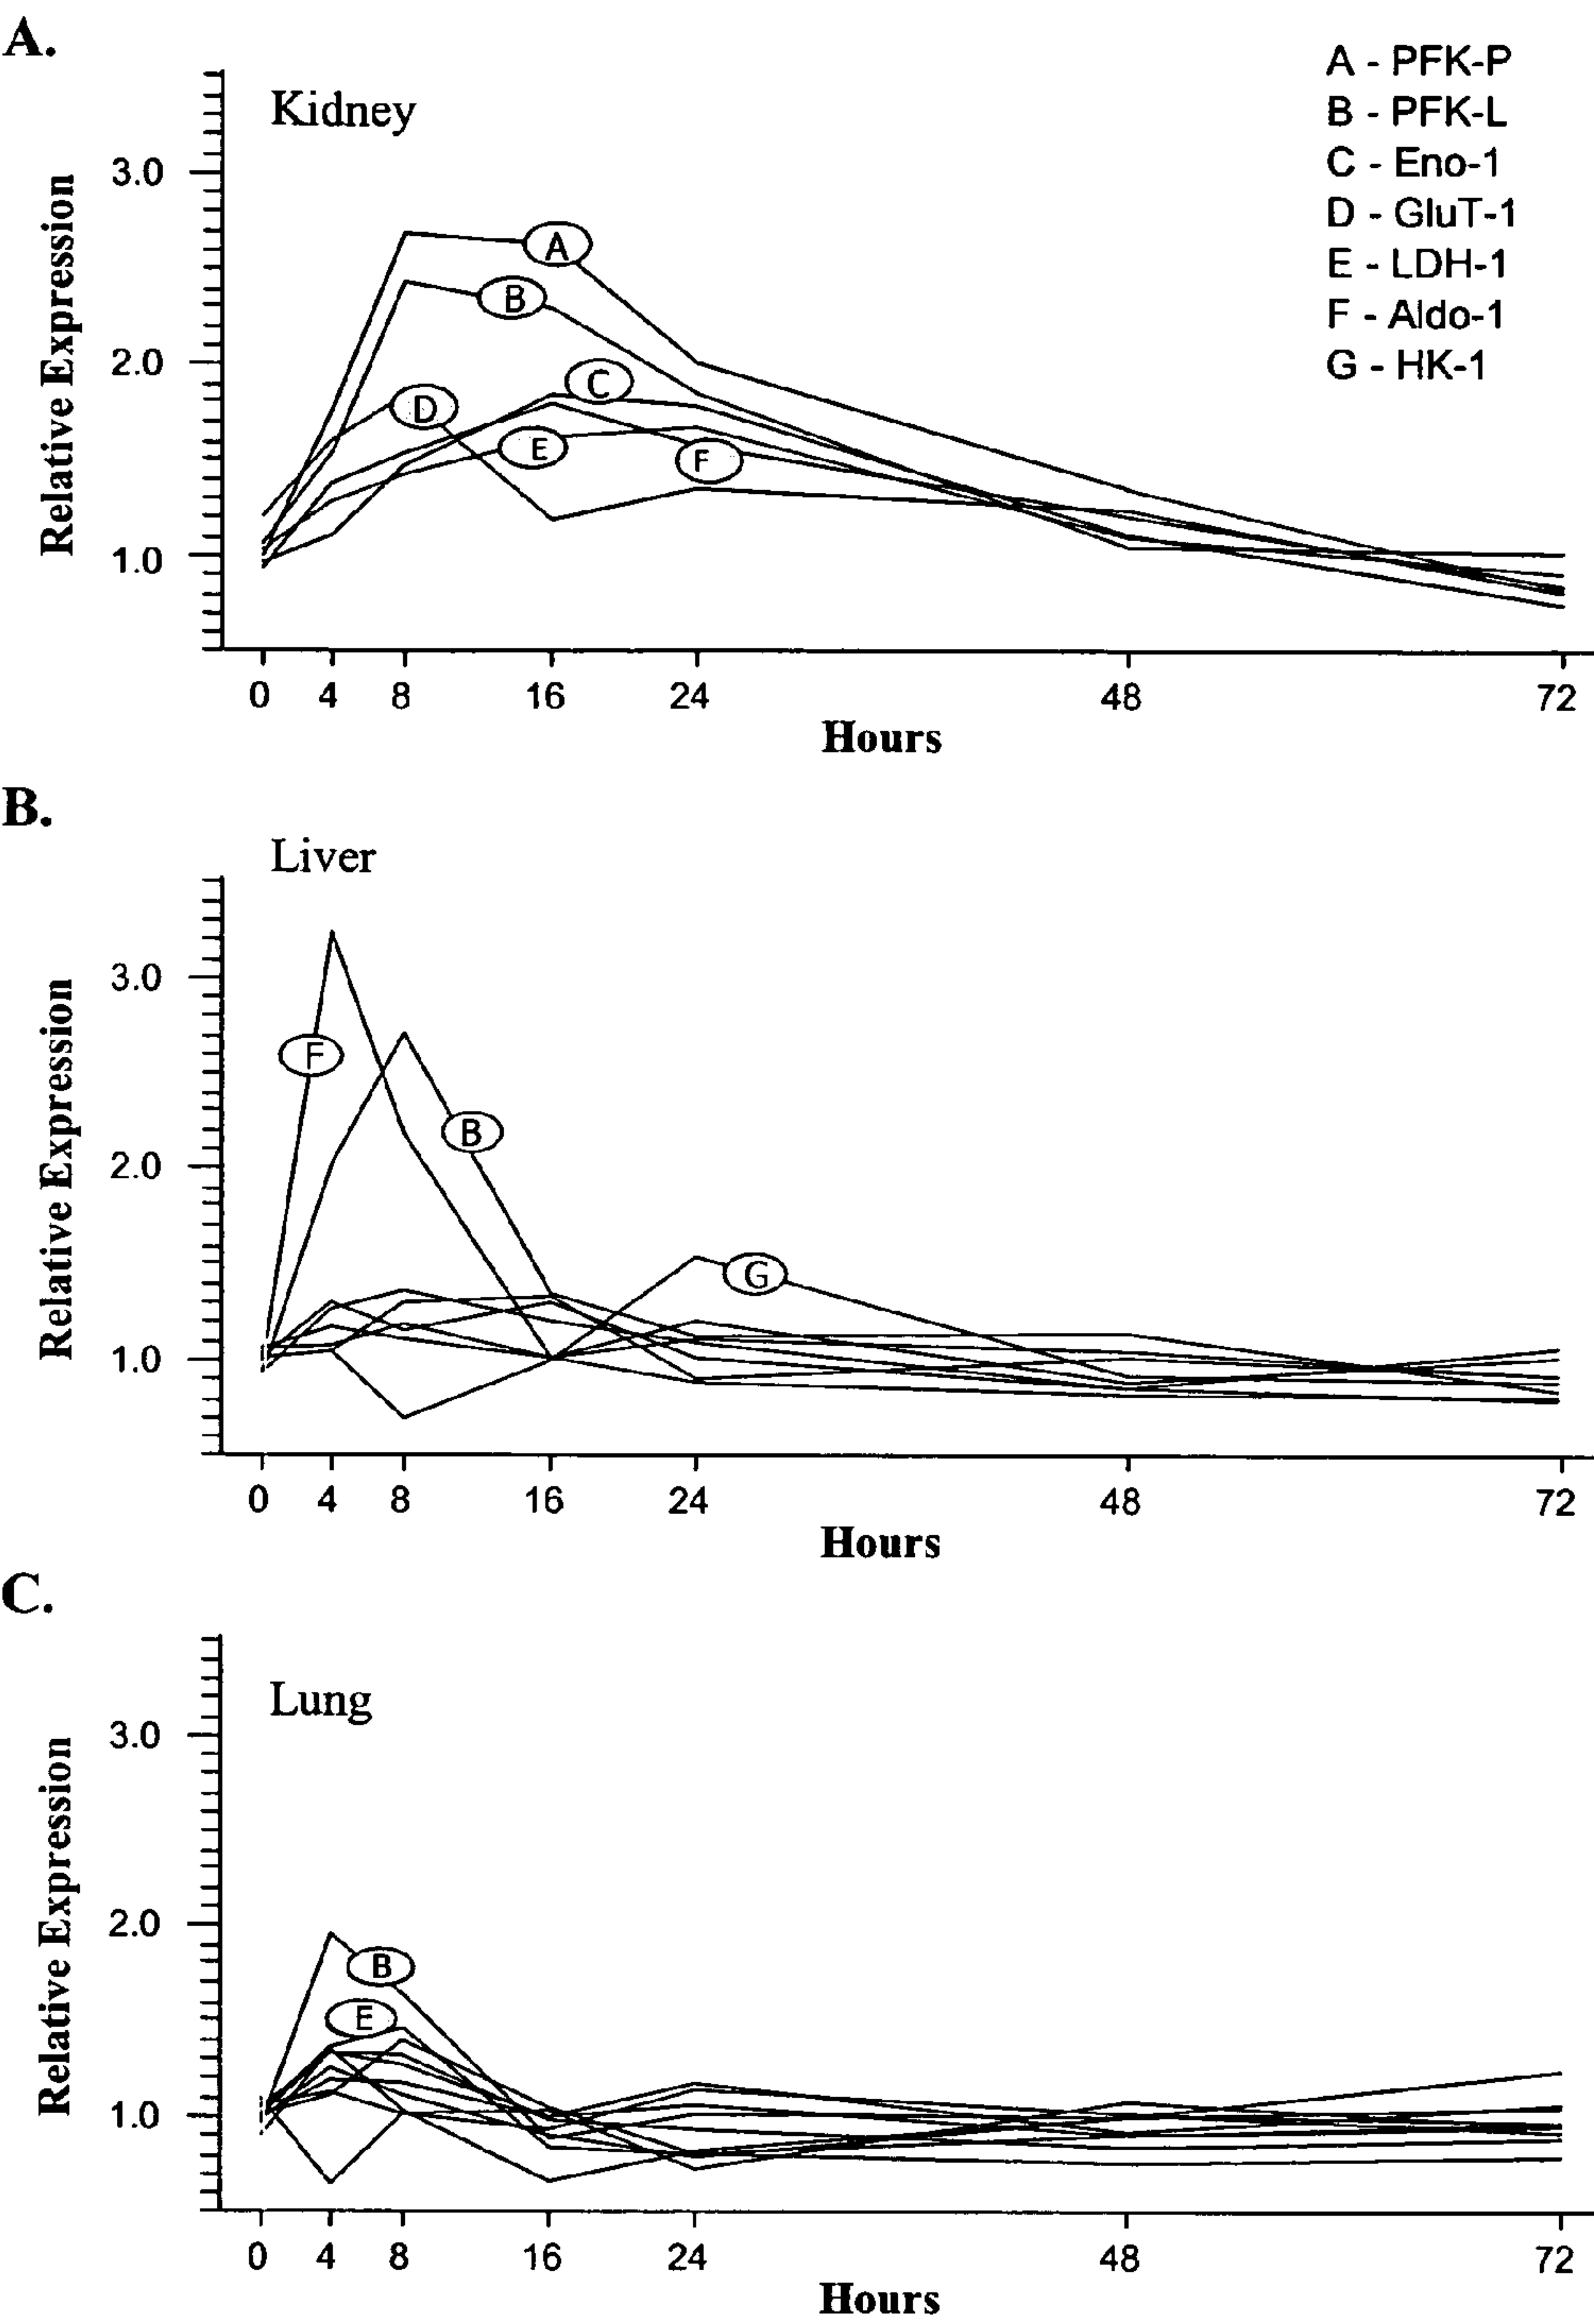 A.
Kidney
A - PFK-P
B - PFK-L
C - Eno-1
D - GluT-1
E - LDH-1
F - Aldo-1
G - HK-1
Relative Expression
3.0
2.0
1.0
A
B
C
D
E
F
0 4 8 16 24 48 72
Hours
B.
Liver
Relative Expression
3.0
2.0
1.0
F
B
G
0 4 8 16 24 48 72
Hours
C.
Lung
Relative Expression
3.0
2.0
1.0
B
E
0 4 8 16 24 48 72
Hours